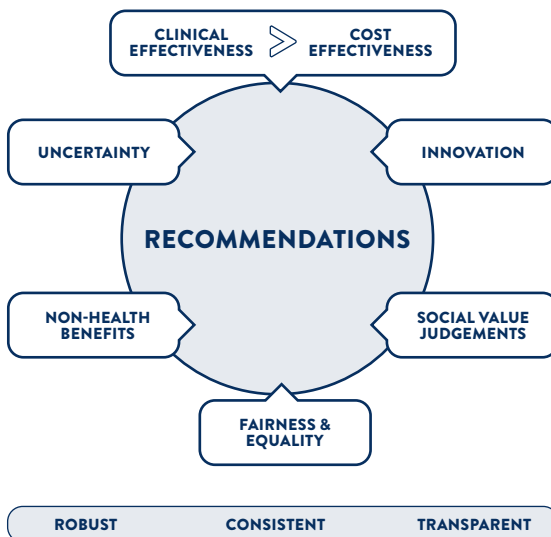 CLINICAL EFFECTIVENESS > COST EFFECTIVENESS
UNCERTAINTY
INNOVATION
RECOMMENDATIONS
NON-HEALTH
BENEFITS
SOCIAL VALUE
JUDGEMENTS
FAIRNESS &
EQUALITY
ROBUST CONSISTENT TRANSPARENT